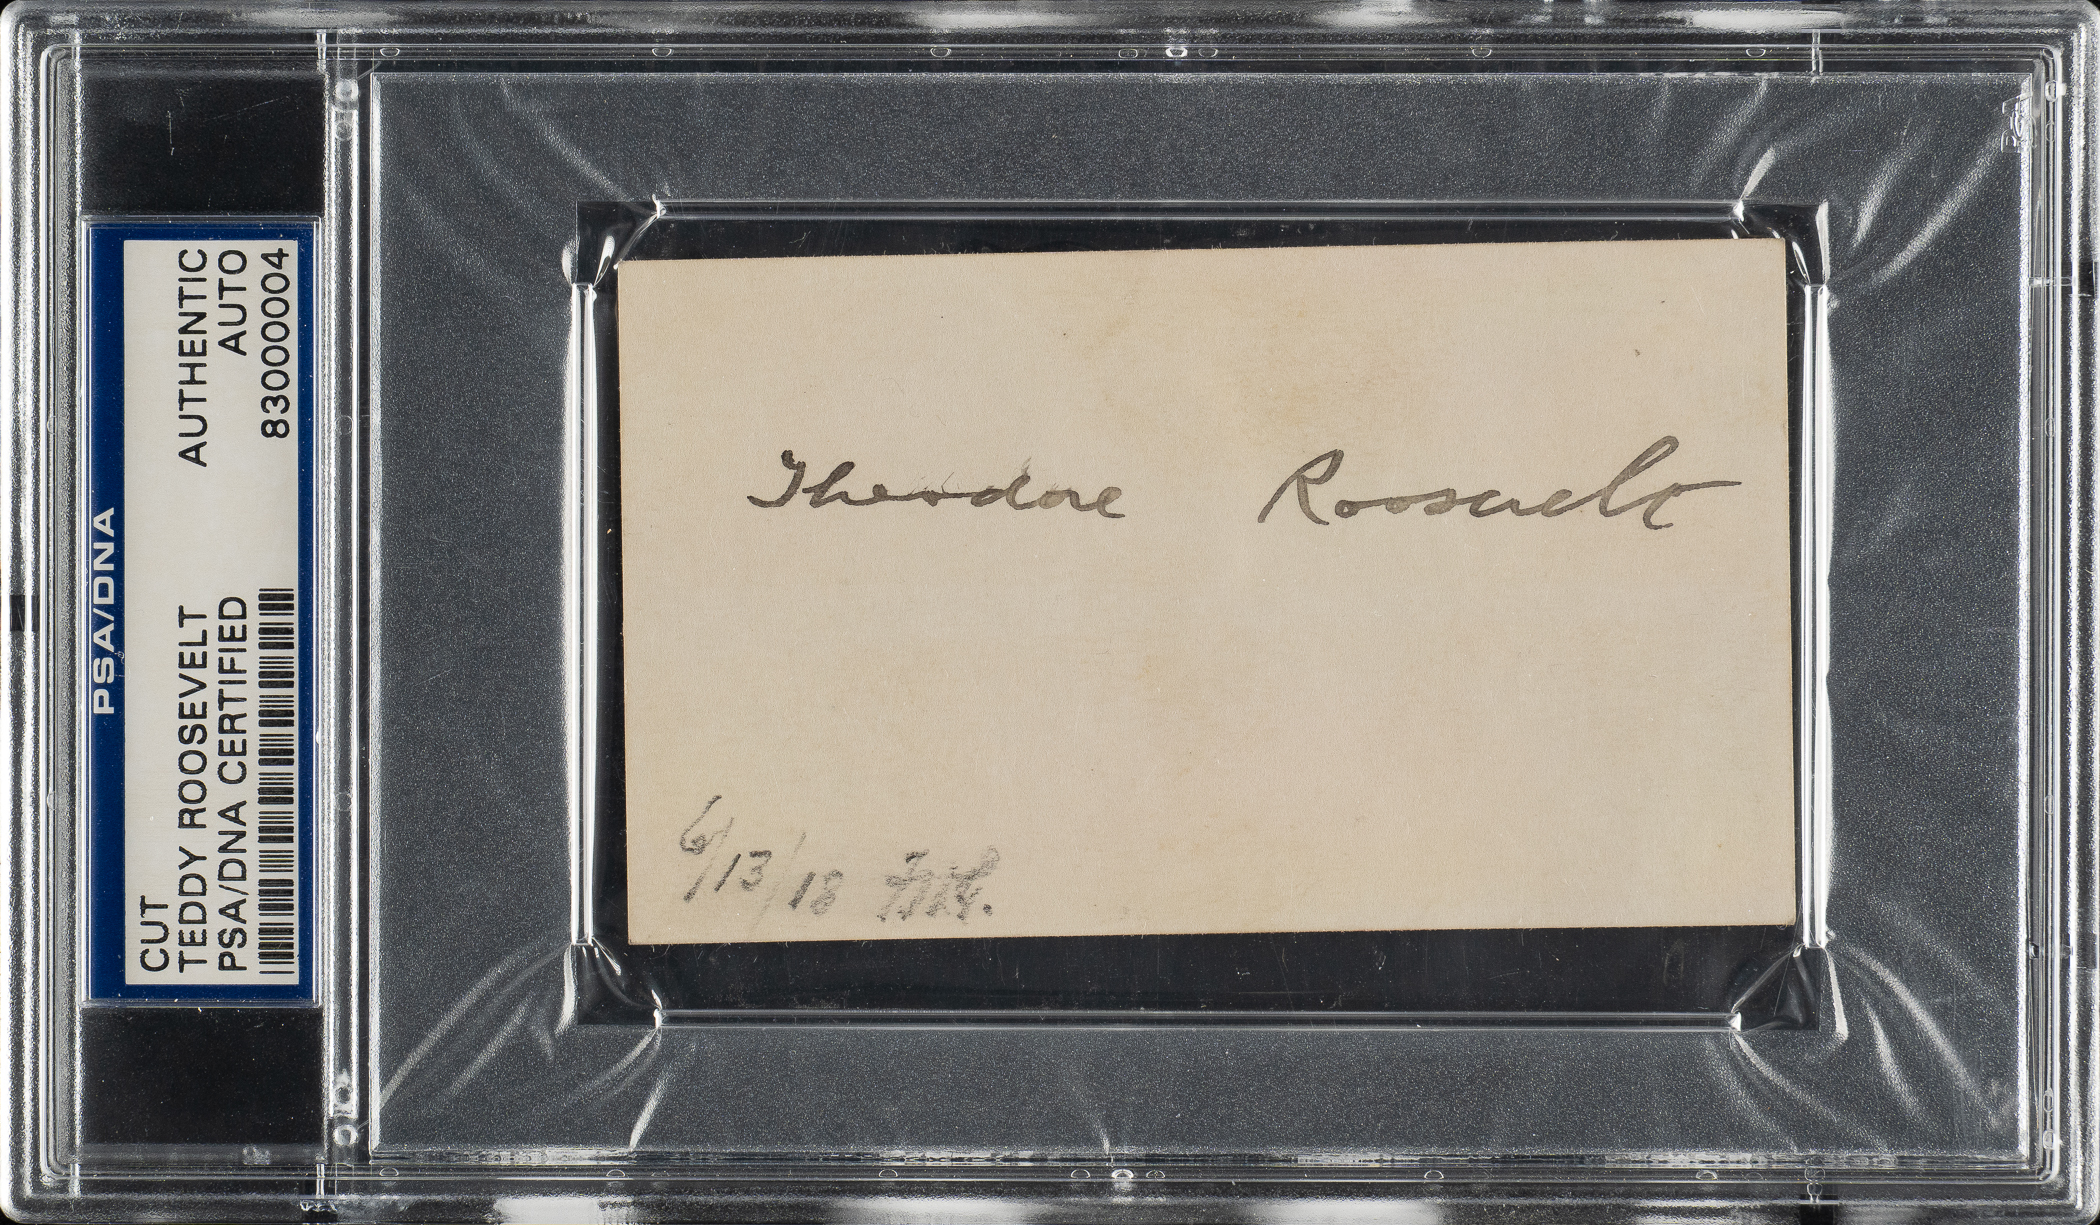 PSA/DNA
CUT
TEDDY ROOSEVELT AUTHENTIC
PSA/DNA CERTIFIED AUTO
83000004
Theodore Roosevelt
6/13/18